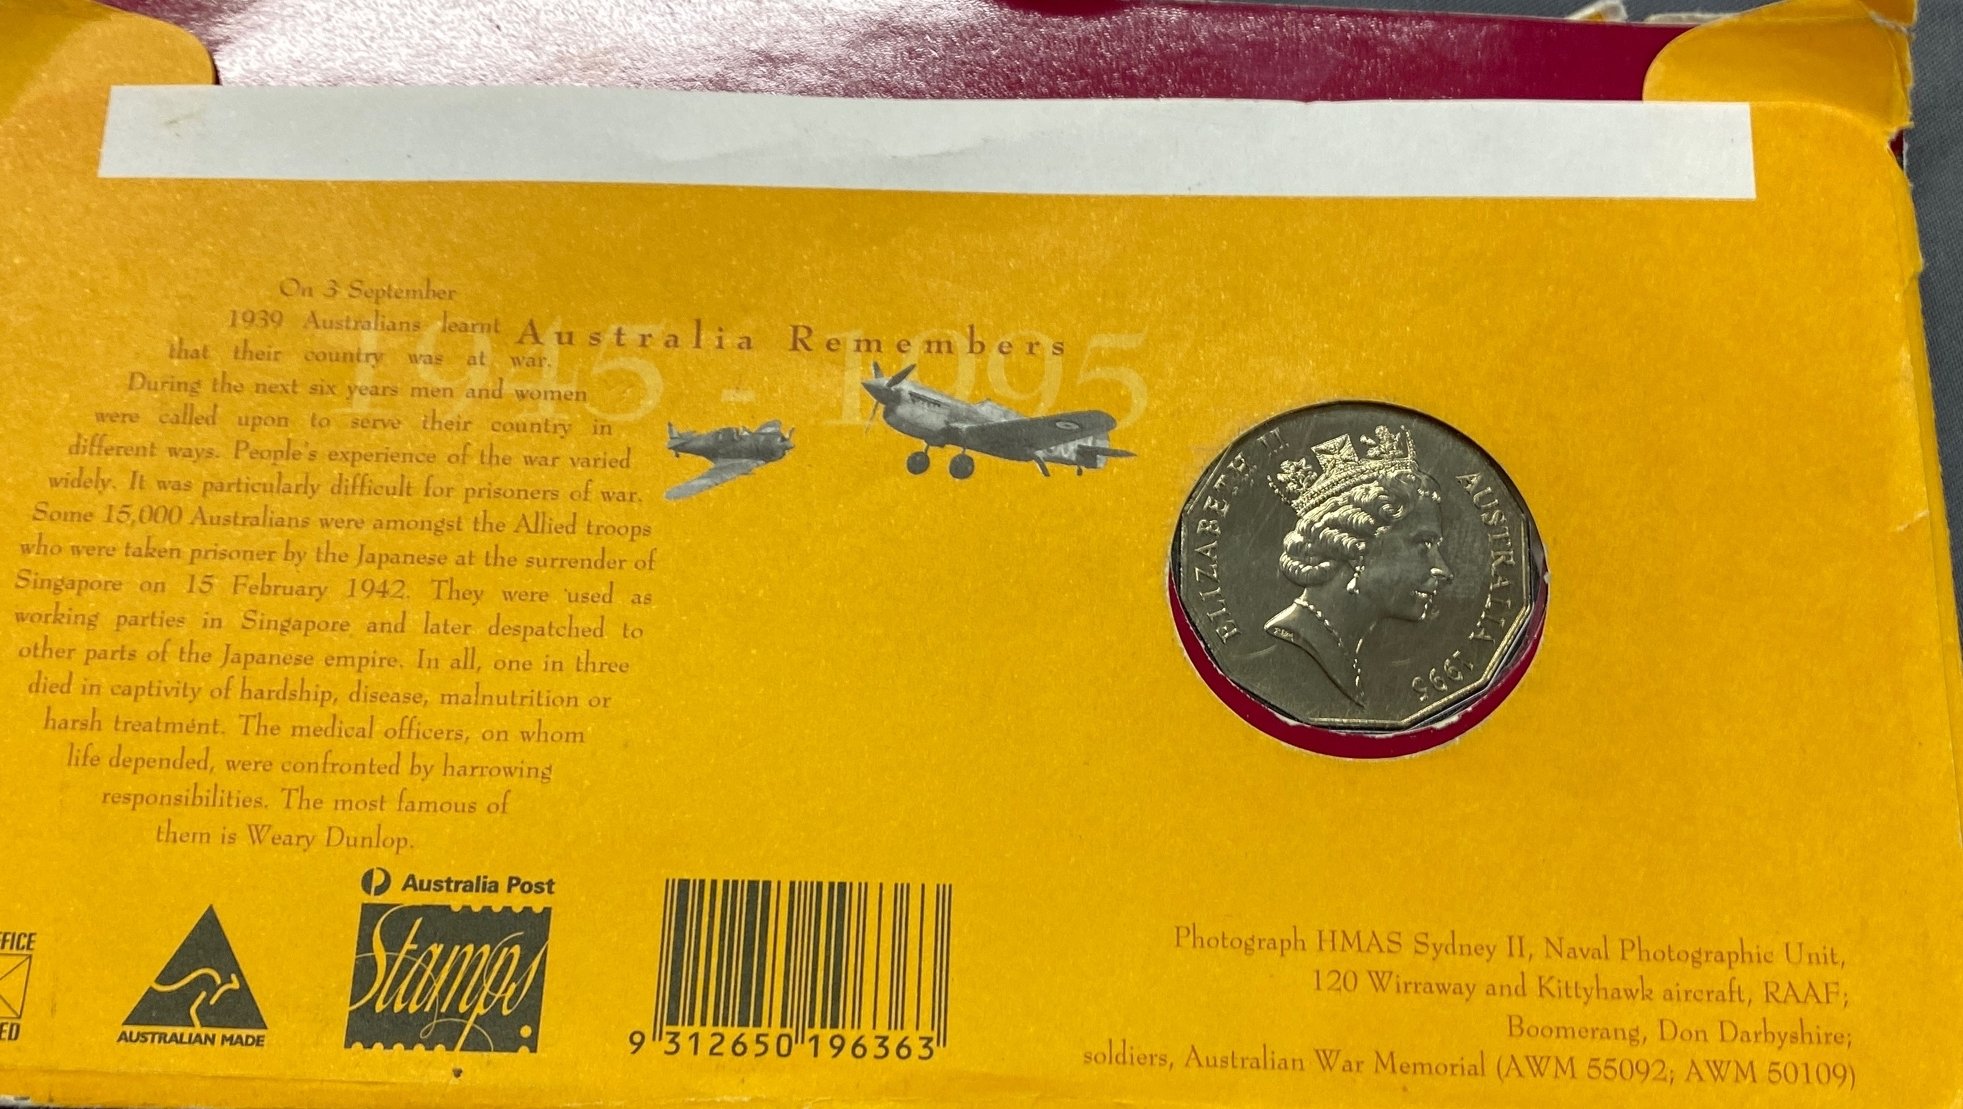 On 3 September
1939 Australians learnt
that their country was at war.
During the next six years men and women
were called upon to serve their country in
different ways. People's experience of the war varied
widely. It was particularly difficult for prisoners of war.
Some 15,000 Australians were amongst the Allied troops
who were taken prisoner by the Japanese at the surrender of
Singapore on 15 February 1942. They were used as
working parties in Singapore and later despatched to
other parts of the Japanese empire. In all, one in three
died in captivity of hardship, disease, malnutrition or
harsh treatment. The medical officers, on whom
life depended, were confronted by harrowing
responsibilities. The most famous of
them is Weary Dunlop.
Australia Remembers
1945 - 1995
ELIZABETH II
AUSTRALIA 1995
FICE
ED
AUSTRALIAN MADE
Australia Post
Stamps
9 312650 196363
Photograph HMAS Sydney II, Naval Photographic Unit,
120 Wirraway and Kittyhawk aircraft, RAAF;
Boomerang, Don Darbyshire;
soldiers, Australian War Memorial (AWM 55092; AWM 50109)